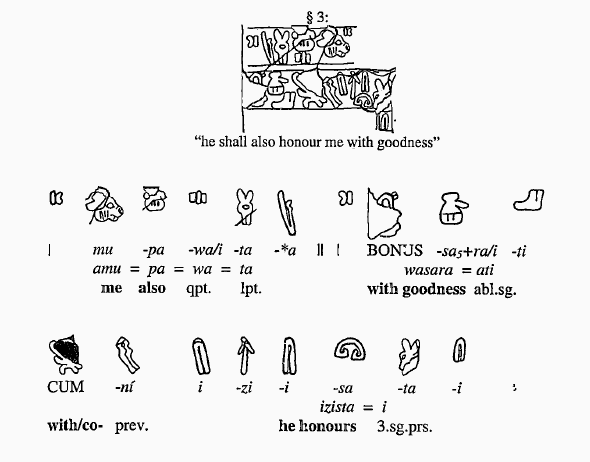 § 3:
“he shall also honour me with goodness”
| mu -pa -wa/i -ta -*a || | BONUS -sa₅+ra/i -ti
amu = pa = wa = ta wasara = ati
me also qpt. lpt. with goodness abl.sg.
CUM -ní i -zi -i -sa -ta -i ,
izista = i
with/co- prev. he honours 3.sg.prs.